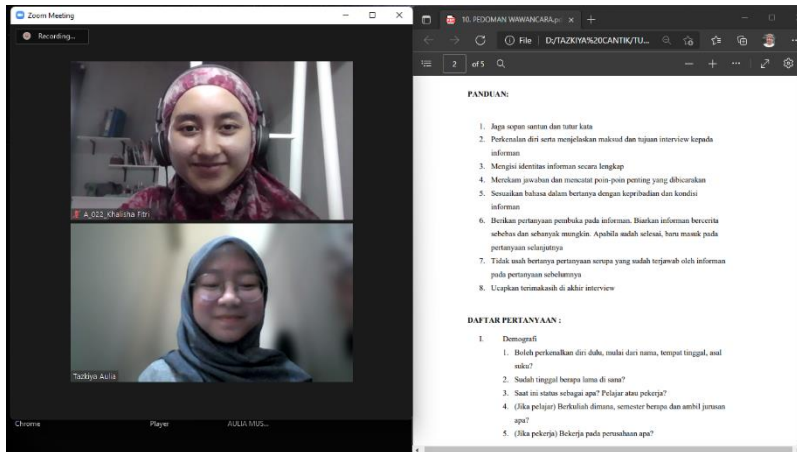 Zoom Meeting
Recording...
A_022_Khalisha Fitri
Tazkiya Aulia
Chrome
Player
AULIA MUS...
10. PEDOMAN WAWANCARA.pd
File
D:/TAZKIYA%20CANTIK/TU...
2
of 5
PANDUAN:
1. Jaga sopan santun dan tutur kata
2. Perkenalan diri serta menjelaskan maksud dan tujuan interview kepada
informan
3. Mengisi identitas informan secara lengkap
4. Merekam jawaban dan mencatat poin-poin penting yang dibicarakan
5. Sesuaikan bahasa dalam bertanya dengan kepribadian dan kondisi
informan
6. Berikan pertanyaan pembuka pada informan. Biarkan informan bercerita
sebebas dan sebanyak mungkin. Apabila sudah selesai, baru masuk pada
pertanyaan selanjutnya
7. Tidak usah bertanya pertanyaan serupa yang sudah terjawab oleh informan
pada pertanyaan sebelumnya
8. Ucapkan terimakasih di akhir interview
DAFTAR PERTANYAAN :
I. Demografi
1. Boleh perkenalkan diri dulu, mulai dari nama, tempat tinggal, asal
suku?
2. Sudah tinggal berapa lama di sana?
3. Saat ini status sebagai apa? Pelajar atau pekerja?
4. (Jika pelajar) Berkuliah dimana, semester berapa dan ambil jurusan
apa?
5. (Jika pekerja) Bekerja pada perusahaan apa?